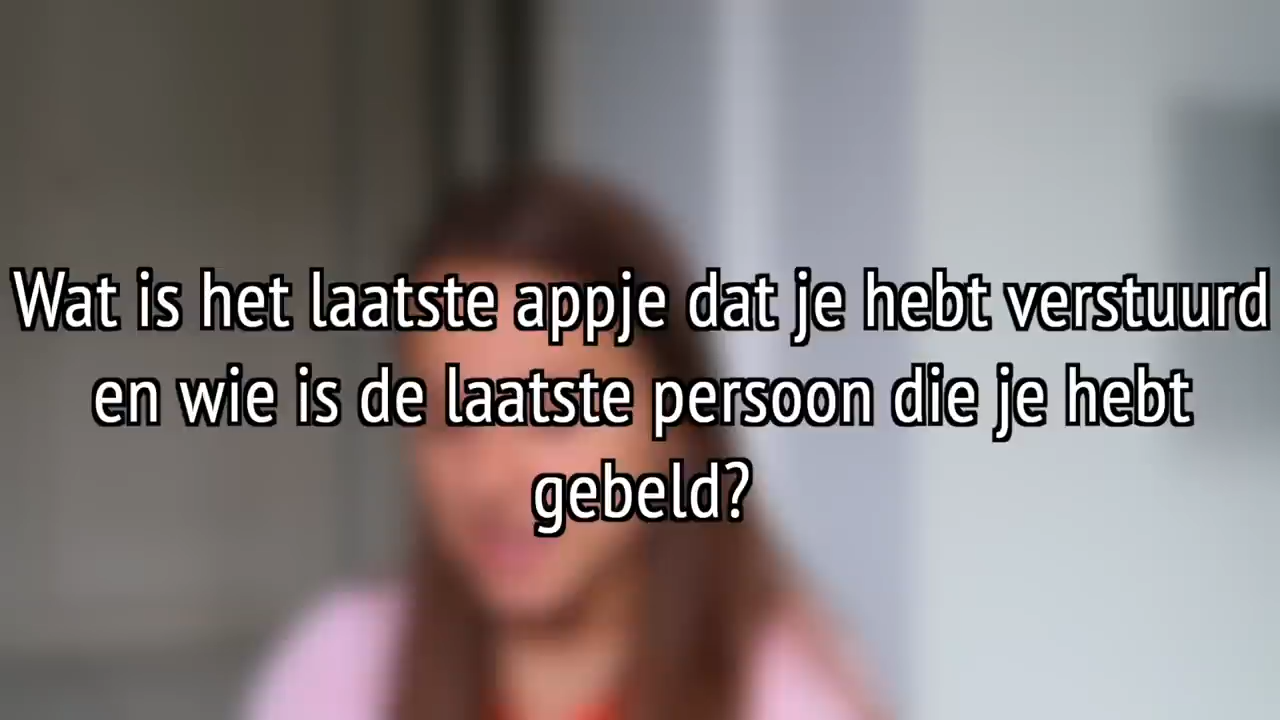 Wat is het laatste appje dat je hebt verstuurd
en wie is de laatste persoon die je hebt
gebeld?